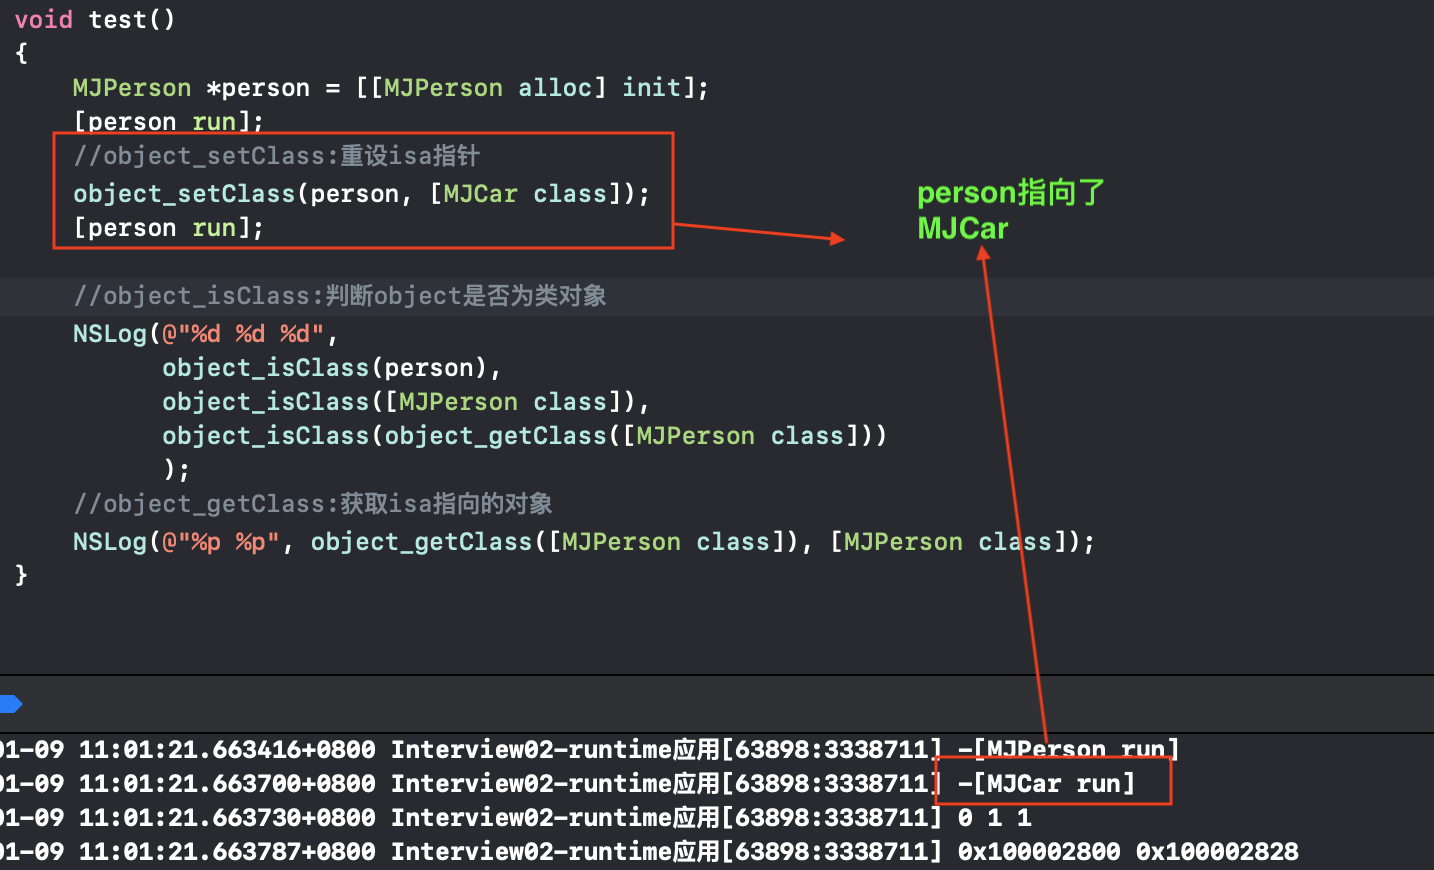 void test()
{
MJPerson *person = [[MJPerson alloc] init];
[person run];
//object_setClass:重设isa指针
object_setClass(person, [MJCar class]);
[person run];
person指向了
MJCar
//object_isClass:判断object是否为类对象
NSLog(@"%d %d %d",
object_isClass(person),
object_isClass([MJPerson class]),
object_isClass(object_getClass([MJPerson class]))
);
//object_getClass:获取isa指向的对象
NSLog(@"%p %p", object_getClass([MJPerson class]), [MJPerson class]);
}
01-09 11:01:21.663416+0800 Interview02-runtime应用[63898:3338711] -[MJPerson run]
01-09 11:01:21.663700+0800 Interview02-runtime应用[63898:3338711] -[MJCar run]
01-09 11:01:21.663730+0800 Interview02-runtime应用[63898:3338711] 0 1 1
01-09 11:01:21.663787+0800 Interview02-runtime应用[63898:3338711] 0x100002800 0x100002828